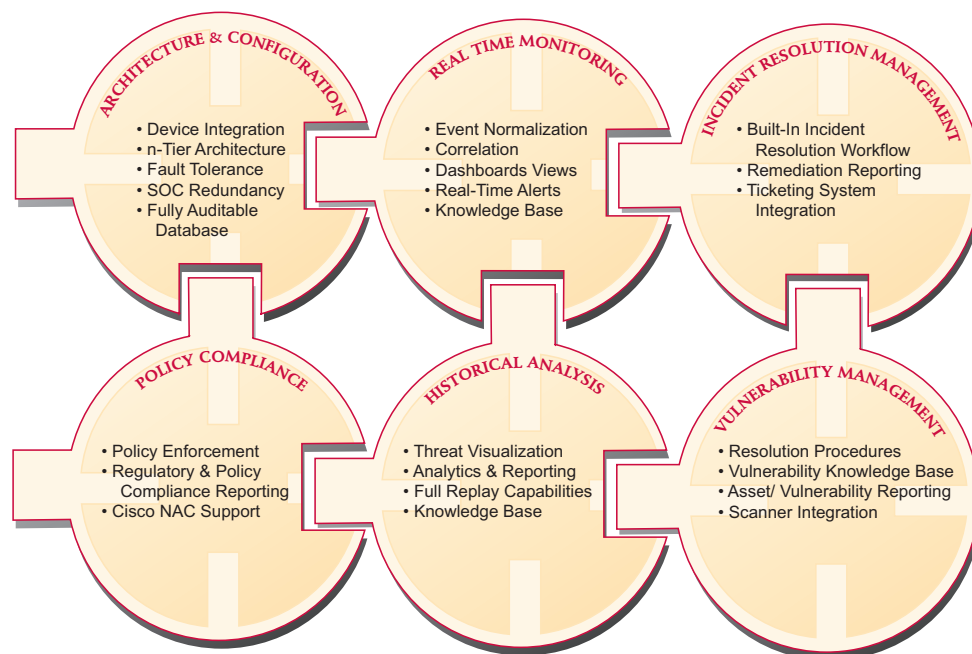 ARCHITECTURE & CONFIGURATION
• Device Integration
• n-Tier Architecture
• Fault Tolerance
• SOC Redundancy
• Fully Auditable
Database
REAL TIME MONITORING
• Event Normalization
• Correlation
• Dashboards Views
• Real-Time Alerts
• Knowledge Base
INCIDENT RESOLUTION MANAGEMENT
• Built-In Incident
Resolution Workflow
• Remediation Reporting
• Ticketing System
Integration
POLICY COMPLIANCE
• Policy Enforcement
• Regulatory & Policy
Compliance Reporting
• Cisco NAC Support
HISTORICAL ANALYSIS
• Threat Visualization
• Analytics & Reporting
• Full Replay Capabilities
• Knowledge Base
VULNERABILITY MANAGEMENT
• Resolution Procedures
• Vulnerability Knowledge Base
• Asset/ Vulnerability Reporting
• Scanner Integration